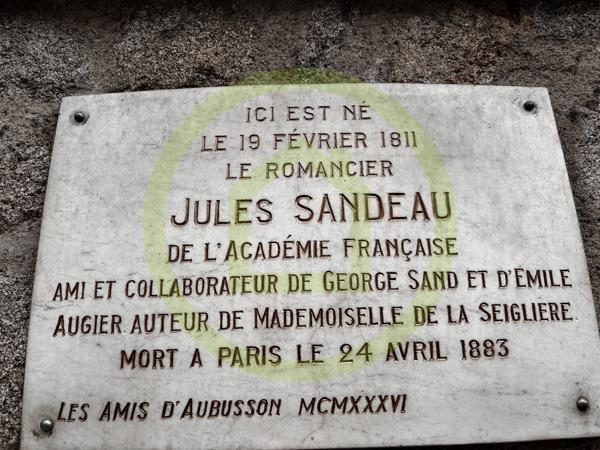 ICI EST NÉ
LE 19 FÉVRIER 1811
LE ROMANCIER
JULES SANDEAU
DE L'ACADÉMIE FRANÇAISE
AMI ET COLLABORATEUR DE GEORGE SAND ET D'ÉMILE
AUGIER AUTEUR DE MADEMOISELLE DE LA SEIGLIERE
MORT A PARIS LE 24 AVRIL 1883
LES AMIS D'AUBUSSON MCMXXXVI